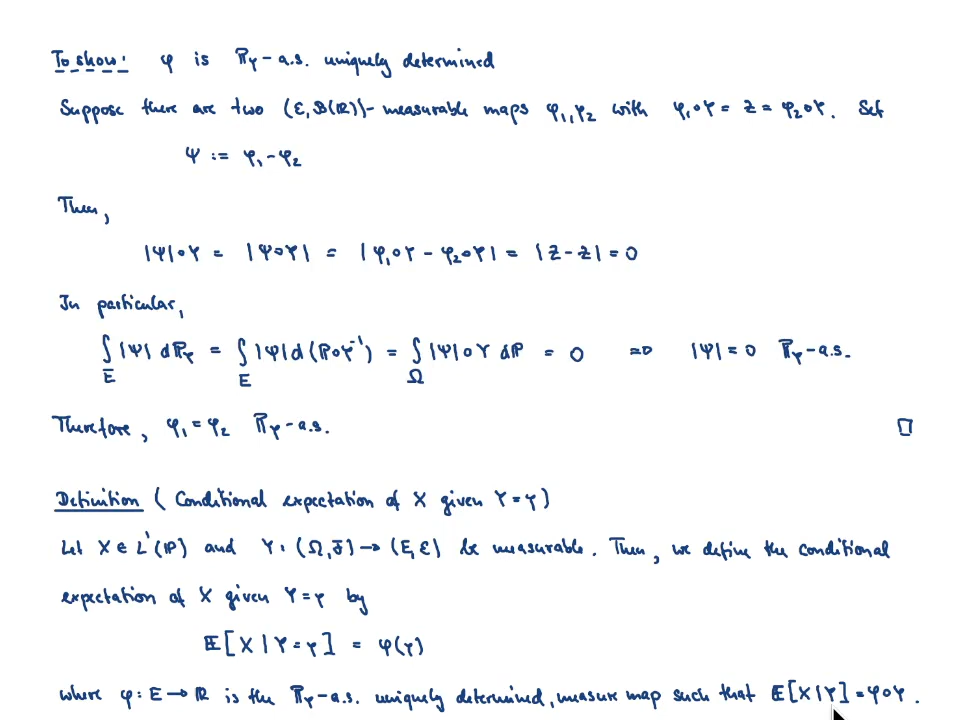 To show: φ is ℙ_Y-a.s. uniquely determined
Suppose there are two (ℰ, 𝓑(ℝ))-measurable maps φ₁, φ₂ with φ₁∘Y = Z = φ₂∘Y. Set
Ψ := φ₁-φ₂
Then,
|Ψ|∘Y = |Ψ∘Y| = |φ₁∘Y - φ₂∘Y| = |Z-Z| = 0
In particular,
∫_E |Ψ| dℙ_Y = ∫_E |Ψ| d(ℙ∘Y⁻¹) = ∫_Ω |Ψ|∘Y dℙ = 0 ⇒ |Ψ| = 0 ℙ_Y-a.s.
Therefore, φ₁ = φ₂ ℙ_Y-a.s. □
Definition (Conditional expectation of X given Y=y)
Let X ∈ L¹(ℙ) and Y: (Ω, ℱ) → (E, ℰ) be measurable. Then, we define the conditional
expectation of X given Y=y by
𝔼[X|Y=y] = φ(y)
where φ: E → ℝ is the ℙ_Y-a.s. uniquely determined, measur map such that 𝔼[X|Y] = φ∘Y.